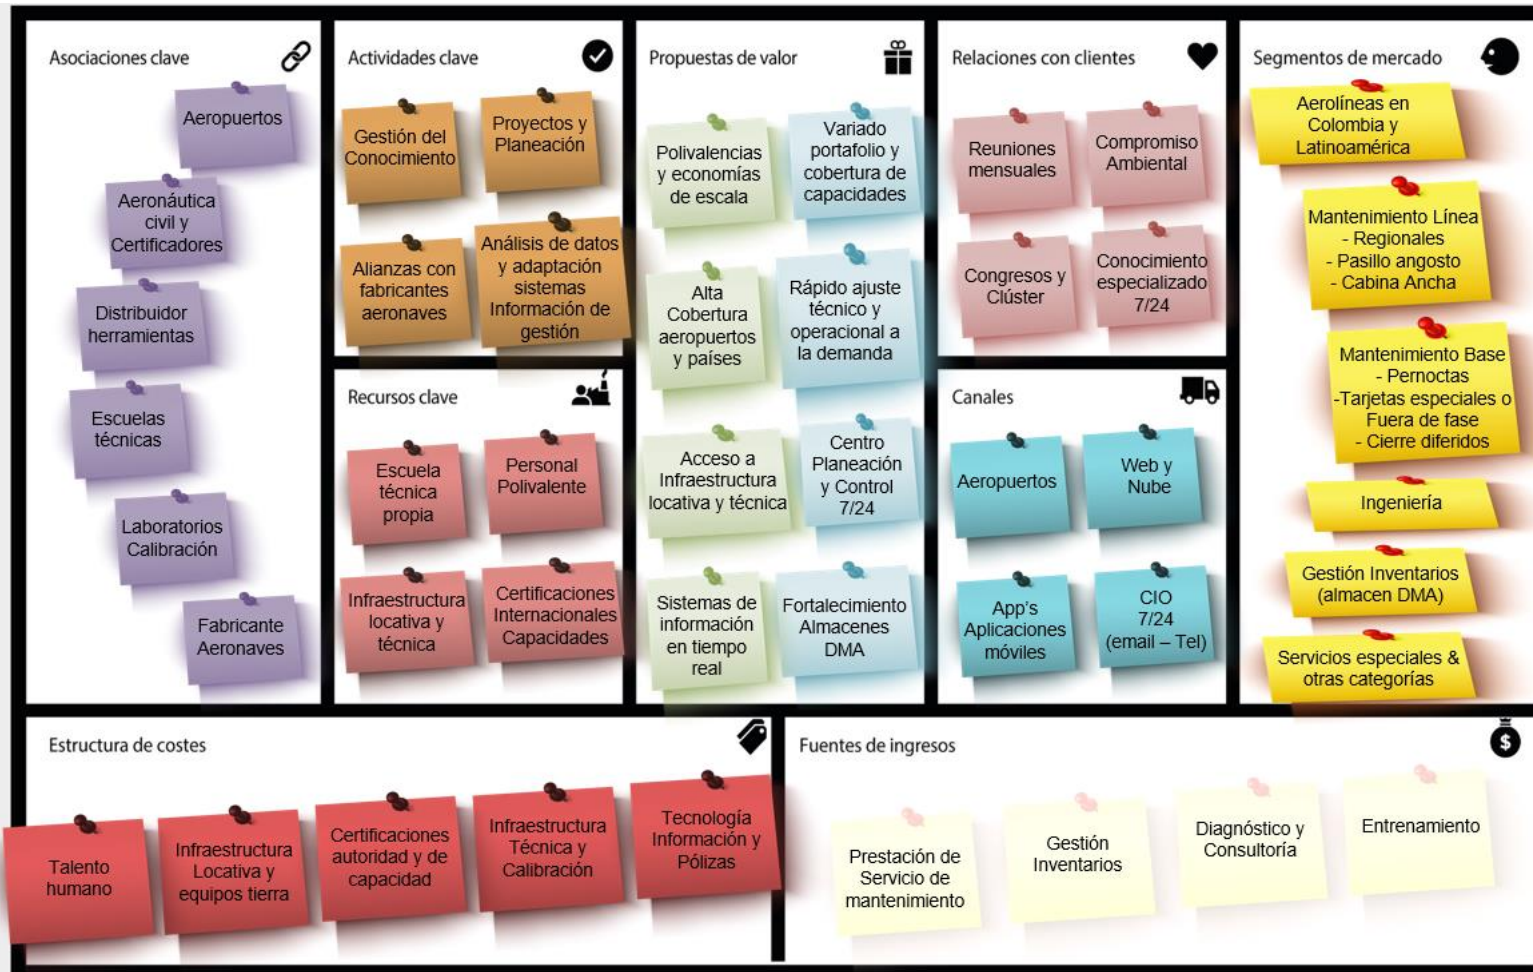 Asociaciones clave
Aeropuertos
Aeronáutica
civil y
Certificadores
Distribuidor
herramientas
Escuelas
técnicas
Laboratorios
Calibración
Fabricante
Aeronaves
Actividades clave
Gestión del
Conocimiento
Proyectos y
Planeación
Alianzas con
fabricantes
aeronaves
Análisis de datos
y adaptación
sistemas
Información de
gestión
Recursos clave
Escuela
técnica
propia
Personal
Polivalente
Infraestructura
locativa y
técnica
Certificaciones
Internacionales
Capacidades
Propuestas de valor
Polivalencias
y economías
de escala
Variado
portafolio y
cobertura de
capacidades
Alta
Cobertura
aeropuertos
y países
Rápido ajuste
técnico y
operacional a
la demanda
Acceso a
Infraestructura
locativa y técnica
Centro
Planeación
y Control
7/24
Sistemas de
información
en tiempo
real
Fortalecimiento
Almacenes
DMA
Relaciones con clientes
Reuniones
mensuales
Compromiso
Ambiental
Congresos y
Clúster
Conocimiento
especializado
7/24
Canales
Aeropuertos
Web y
Nube
App's
Aplicaciones
móviles
CIO
7/24
(email – Tel)
Segmentos de mercado
Aerolíneas en
Colombia y
Latinoamérica
Mantenimiento Línea
- Regionales
- Pasillo angosto
- Cabina Ancha
Mantenimiento Base
- Pernoctas
-Tarjetas especiales o
Fuera de fase
- Cierre diferidos
Ingeniería
Gestión Inventarios
(almacen DMA)
Servicios especiales &
otras categorías
Estructura de costes
Talento
humano
Infraestructura
Locativa y
equipos tierra
Certificaciones
autoridad y de
capacidad
Infraestructura
Técnica y
Calibración
Tecnología
Información y
Pólizas
Fuentes de ingresos
$
Prestación de
Servicio de
mantenimiento
Gestión
Inventarios
Diagnóstico y
Consultoría
Entrenamiento